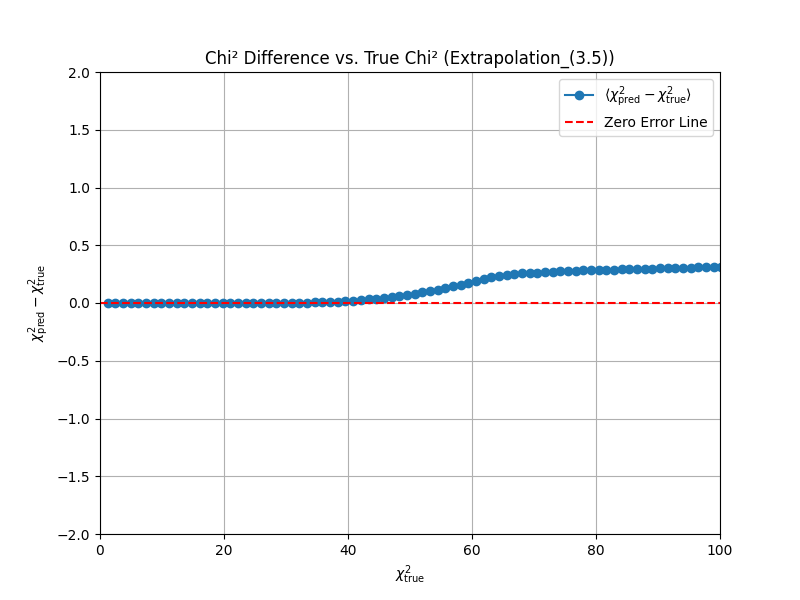 Chi² Difference vs. True Chi² (Extrapolation_(3.5))
⟨χ²pred − χ²true⟩
Zero Error Line
2.0
1.5
1.0
0.5
0.0
−0.5
−1.0
−1.5
−2.0
χ²pred − χ²true
0 20 40 60 80 100
χ²true